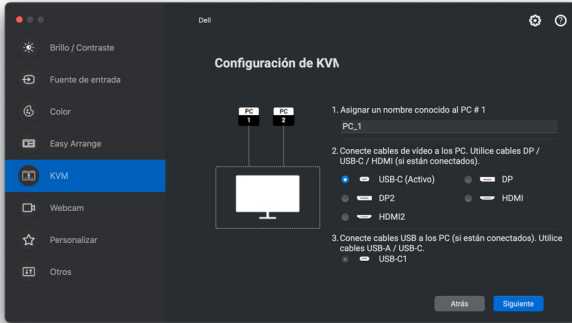 Dell
Brillo / Contraste
Fuente de entrada
Color
Easy Arrange
KVM
Webcam
Personalizar
Otros
Configuración de KVM
PC
1
PC
2
1. Asignar un nombre conocido al PC # 1
PC_1
2. Conecte cables de vídeo a los PC. Utilice cables DP /
USB-C / HDMI (si están conectados).
USB-C (Activo)
DP
DP2
HDMI
HDMI2
3. Conecte cables USB a los PC (si están conectados). Utilice
cables USB-A / USB-C.
USB-C1
Atrás
Siguiente